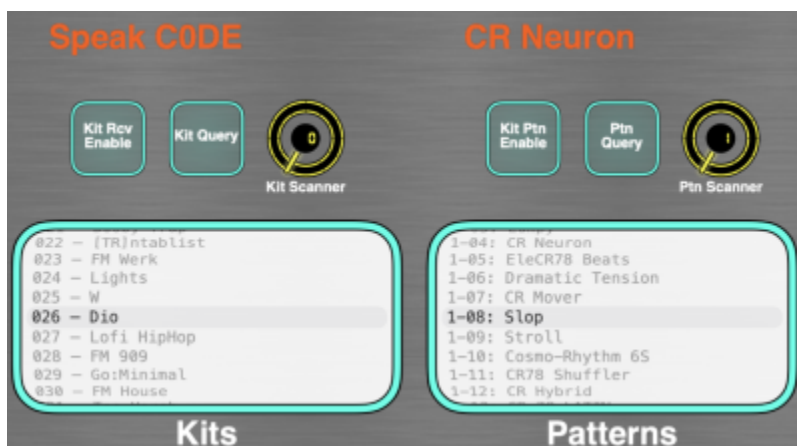 Speak C0DE
CR Neuron
Kit Rcv
Enable
Kit Query
0
Kit Scanner
Kit Ptn
Enable
Ptn
Query
1
Ptn Scanner
022 – [TR]ntablist
023 – FM Werk
024 – Lights
025 – W
026 – Dio
027 – Lofi HipHop
028 – FM 909
029 – Go:Minimal
030 – FM House
Kits
1-04: CR Neuron
1-05: EleCR78 Beats
1-06: Dramatic Tension
1-07: CR Mover
1-08: Slop
1-09: Stroll
1-10: Cosmo-Rhythm 6S
1-11: CR78 Shuffler
1-12: CR Hybrid
Patterns